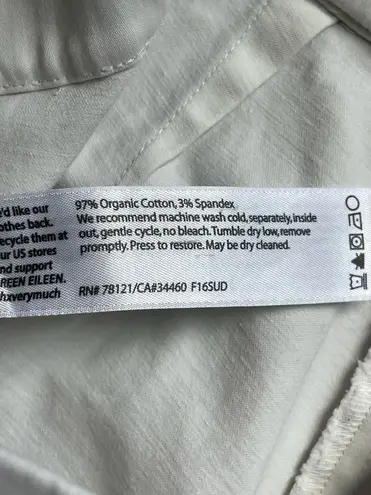 'd like our
othes back.
ecycle them at
our US stores
and support
REEN EILEEN.
hxverymuch
97% Organic Cotton, 3% Spandex
We recommend machine wash cold, separately, inside
out, gentle cycle, no bleach. Tumble dry low, remove
promptly. Press to restore. May be dry cleaned.
RN# 78121/CA#34460 F16SUD